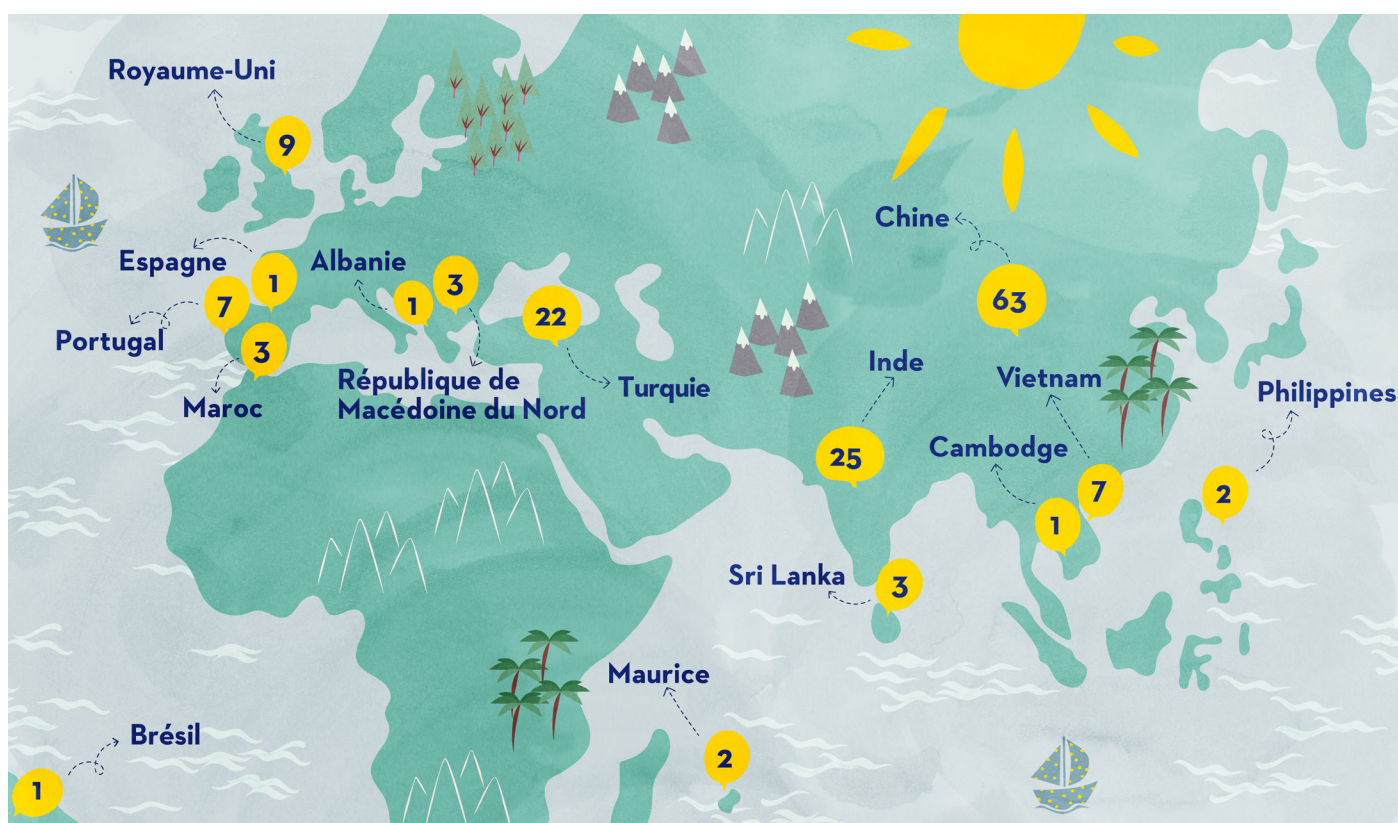 Royaume-Uni
9
Espagne
1
Albanie
1
3
7
Portugal
3
Maroc
République de
Macédoine du Nord
22
Turquie
Chine
63
Inde
25
Vietnam
7
Cambodge
1
Philippines
2
Sri Lanka
3
Maurice
2
Brésil
1